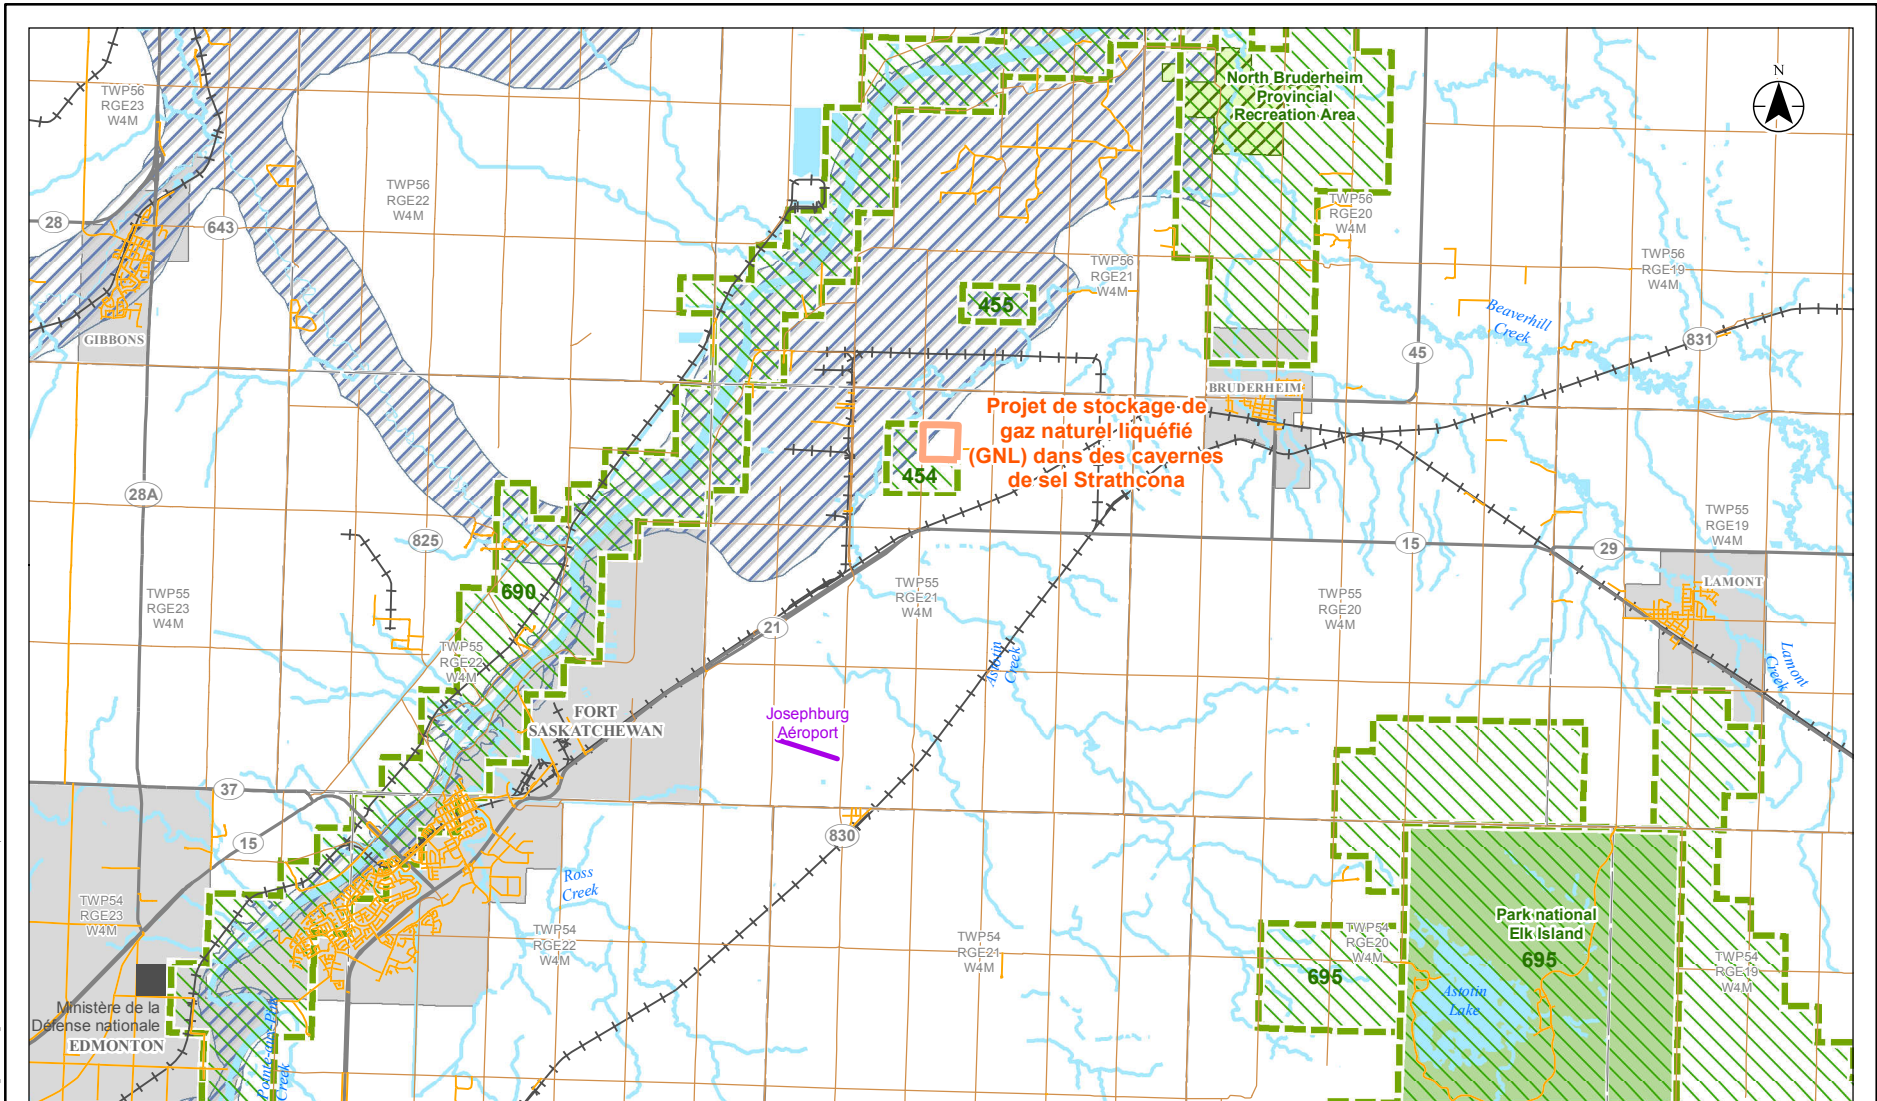 North Bruderheim
Provincial
Recreation Area
N
TWP56
RGE23
W4M
TWP56
RGE22
W4M
28
643
TWP56
RGE20
W4M
TWP56
RGE21
W4M
TWP56
RGE19
W4M
455
Beaverhill
Creek
GIBBONS
831
45
BRUDERHEIM
Projet de stockage de
gaz naturel liquéfié
(GNL) dans des cavernes
de sel Strathcona
454
28A
825
15
29
TWP55
RGE19
W4M
LAMONT
690
TWP55
RGE23
W4M
TWP55
RGE21
W4M
TWP55
RGE20
W4M
21
TWP55
RGE22
W4M
Astotin
Creek
Lamont
Creek
FORT
SASKATCHEWAN
Josephburg
Aéroport
37
15
830
Ross
Creek
TWP54
RGE23
W4M
TWP54
RGE22
W4M
TWP54
RGE21
W4M
TWP54
RGE20
W4M
695
Park national
Elk Island
695
TWP54
RGE19
W4M
Astotin
Lake
Ministère de la
Défense nationale
EDMONTON
Pointe-aux-Pins
Creek